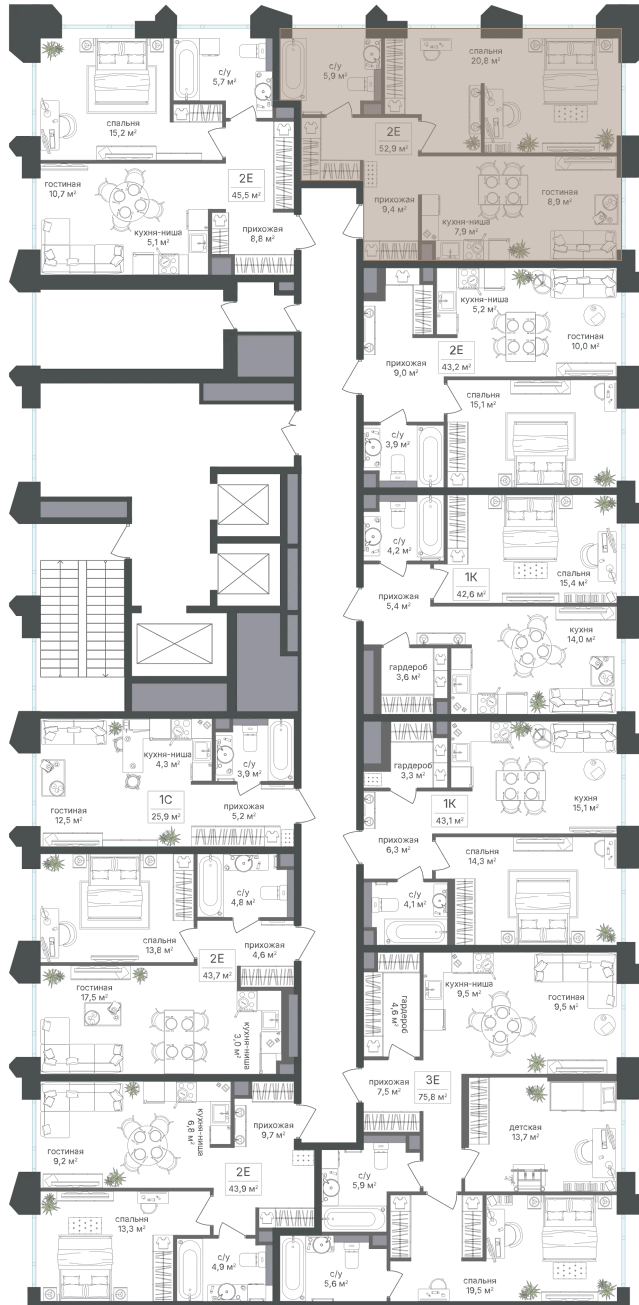 с/у
5,7 м²
спальня
15,2 м²
2Е
45,5 м²
гостиная
10,7 м²
кухня-ниша
5,1 м²
прихожая
8,8 м²
с/у
5,9 м²
спальня
20,8 м²
2Е
52,9 м²
прихожая
9,4 м²
кухня-ниша
7,9 м²
гостиная
8,9 м²
кухня-ниша
5,2 м²
гостиная
10,0 м²
2Е
43,2 м²
прихожая
9,0 м²
спальня
15,1 м²
с/у
3,9 м²
с/у
4,2 м²
спальня
15,4 м²
1К
42,6 м²
прихожая
5,4 м²
кухня
14,0 м²
гардероб
3,6 м²
кухня-ниша
4,3 м²
с/у
3,9 м²
гостиная
12,5 м²
1С
25,9 м²
прихожая
5,2 м²
гардероб
3,3 м²
кухня
15,1 м²
1К
43,1 м²
прихожая
6,3 м²
спальня
14,3 м²
с/у
4,1 м²
с/у
4,8 м²
спальня
13,8 м²
2Е
43,7 м²
прихожая
4,6 м²
гостиная
17,5 м²
кухня-ниша
3,0 м²
гардероб
4,6 м²
кухня-ниша
9,5 м²
гостиная
9,5 м²
прихожая
7,5 м²
3Е
75,8 м²
детская
13,7 м²
кухня-ниша
6,8 м²
прихожая
9,7 м²
гостиная
9,2 м²
2Е
43,9 м²
спальня
13,3 м²
с/у
4,9 м²
с/у
5,9 м²
с/у
5,6 м²
спальня
19,5 м²